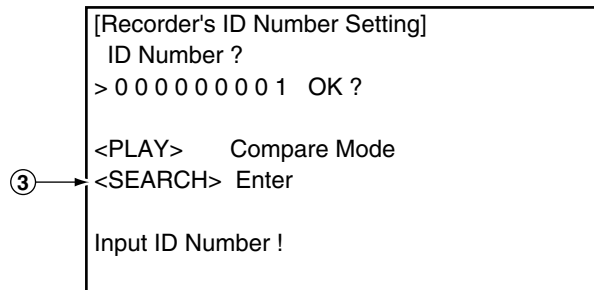 [Recorder's ID Number Setting]
ID Number ?
> 0 0 0 0 0 0 0 0 1 OK ?
<PLAY> Compare Mode
③ <SEARCH> Enter
Input ID Number !